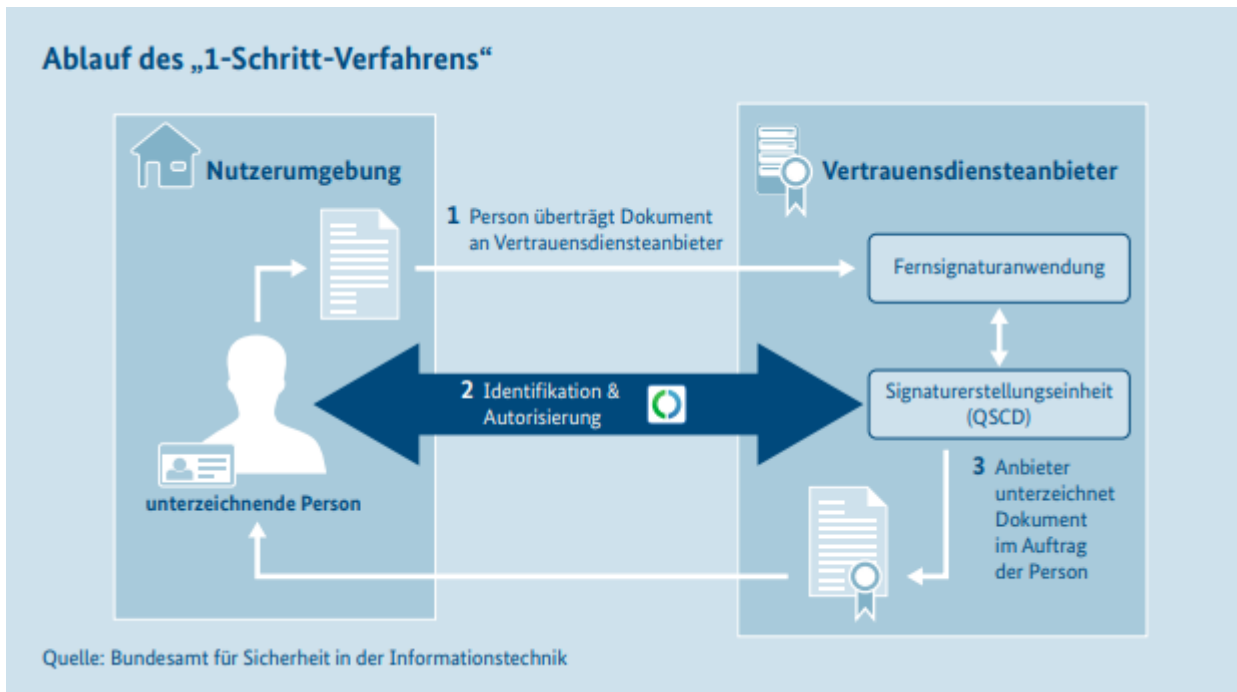 Ablauf des „1-Schritt-Verfahrens“
Nutzerumgebung
Vertrauensdiensteanbieter
1 Person überträgt Dokument
an Vertrauensdiensteanbieter
Fernsignaturanwendung
2 Identifikation &
Autorisierung
Signaturerstellungseinheit
(QSCD)
3 Anbieter
unterzeichnet
Dokument
im Auftrag
der Person
unterzeichnende Person
Quelle: Bundesamt für Sicherheit in der Informationstechnik